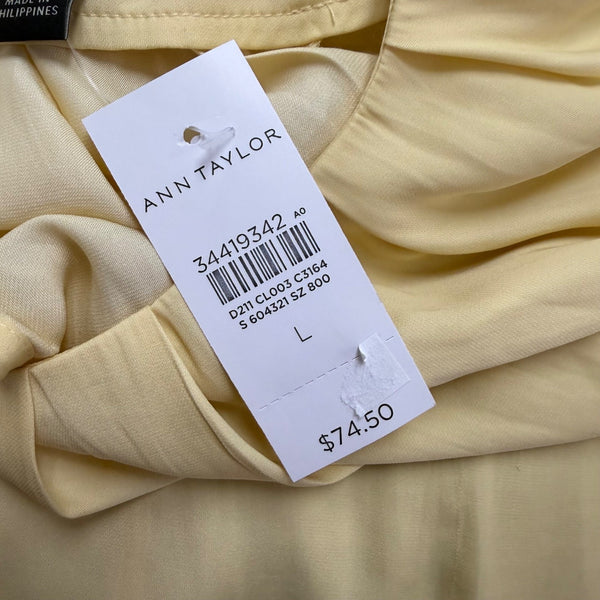 MADE IN
PHILIPPINES
ANN TAYLOR
34419342 A0
D211 CL003 C3164
S 604321 SZ 800
L
$74.50